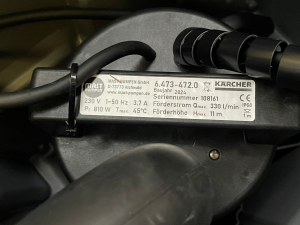 6.473-472.0
KÄRCHER
Baujahr 2024
Seriennummer 108161
230 V 1~50 Hz 3,7 A
Förderstrom Qmax. 330 l/min
P1 810 W Tmax. 45°C
Förderhöhe Hmax. 11 m